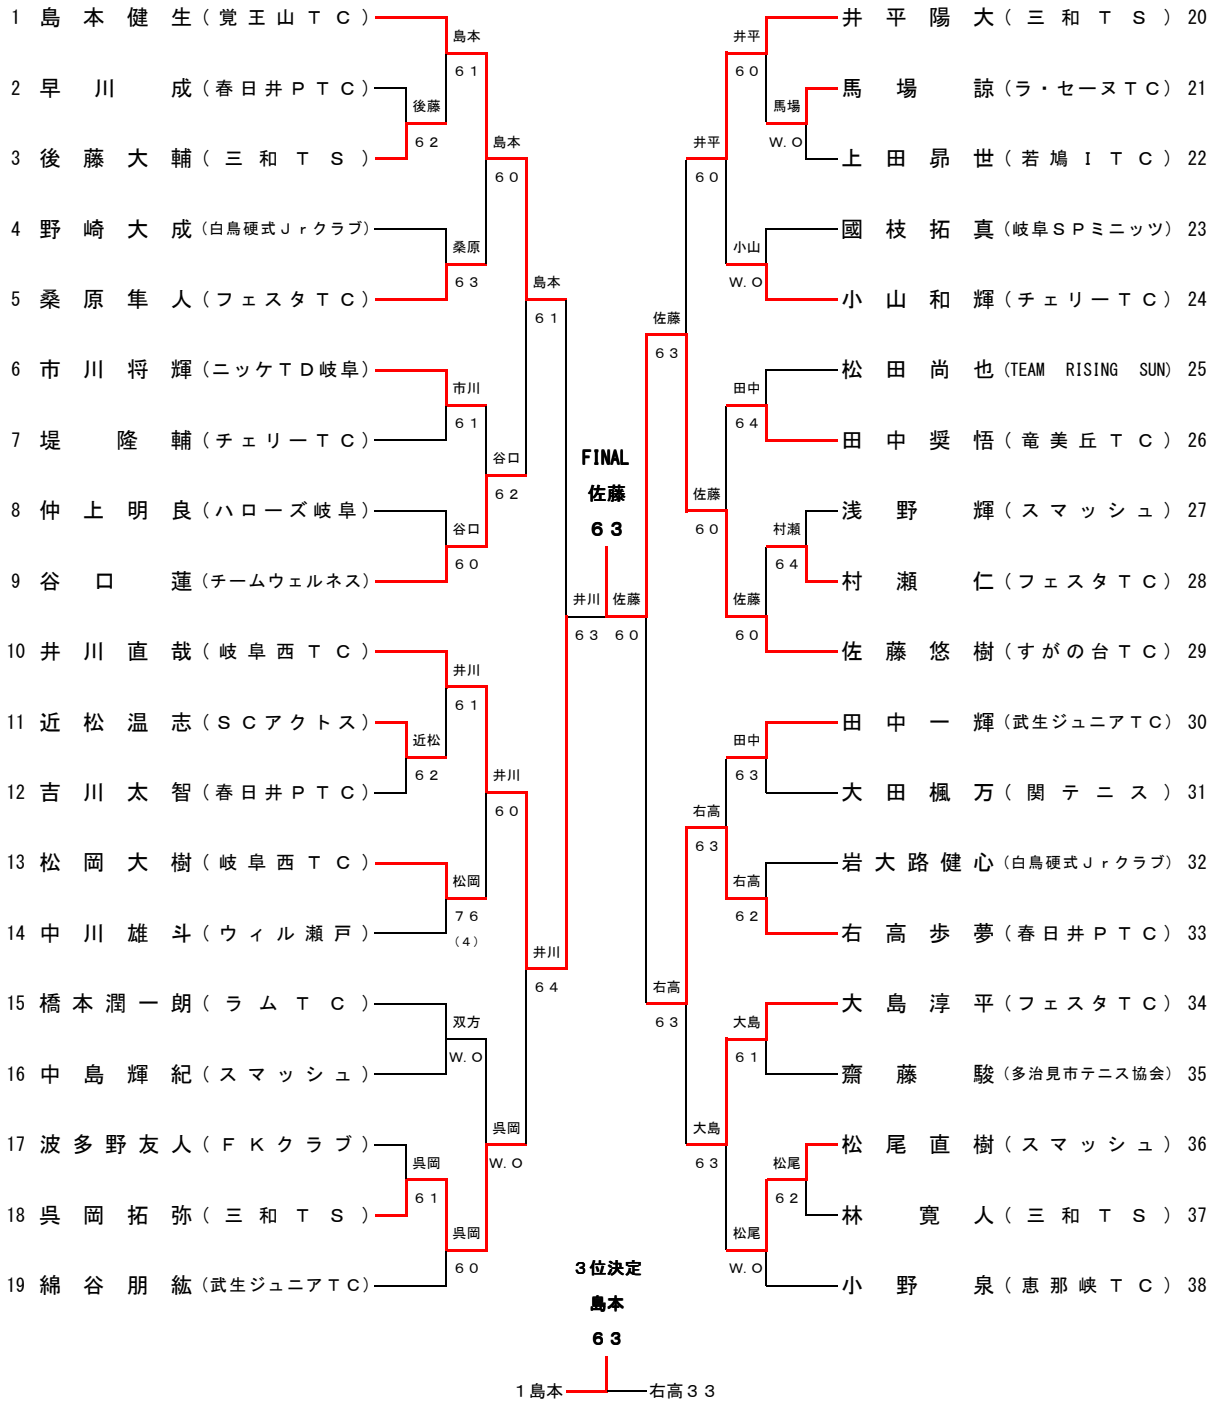 1 島本健生 (覚王山TC)
2 早川成 (春日井PTC)
3 後藤大輔 (三和TS)
4 野崎大成 (白鳥硬式Jrクラブ)
5 桑原隼人 (フェスタTC)
6 市川将輝 (ニッケTD岐阜)
7 堤隆輔 (チェリーTC)
8 仲上明良 (ハローズ岐阜)
9 谷口蓮 (チームウェルネス)
10 井川直哉 (岐阜西TC)
11 近松温志 (SCアクトス)
12 吉川太智 (春日井PTC)
13 松岡大樹 (岐阜西TC)
14 中川雄斗 (ウィル瀬戸)
15 橋本潤一朗 (ラムTC)
16 中島輝紀 (スマッシュ)
17 波多野友人 (FKクラブ)
18 呉岡拓弥 (三和TS)
19 綿谷朋紘 (武生ジュニアTC)
後藤
62
近松
62
呉岡
61
島本
61
桑原
63
市川
61
谷口
60
井川
61
松岡
76
(4)
双方
W.O
呉岡
60
島本
60
谷口
62
井川
60
呉岡
W.O
島本
61
井川
64
井川
63
FINAL
佐藤
63
佐藤
60
佐藤
63
右高
63
井平
60
佐藤
60
右高
63
大島
63
井平
60
小山
W.O
田中
64
佐藤
60
田中
63
右高
62
大島
61
松尾
W.O
馬場
W.O
村瀬
64
松尾
62
井平陽大 (三和TS) 20
馬場諒 (ラ・セーヌTC) 21
上田昴世 (若鳩ITC) 22
國枝拓真 (岐阜SPミニッツ) 23
小山和輝 (チェリーTC) 24
松田尚也 (TEAM RISING SUN) 25
田中奨悟 (竜美丘TC) 26
浅野輝 (スマッシュ) 27
村瀬仁 (フェスタTC) 28
佐藤悠樹 (すがの台TC) 29
田中一輝 (武生ジュニアTC) 30
大田楓万 (関テニス) 31
岩大路健心 (白鳥硬式Jrクラブ) 32
右高歩夢 (春日井PTC) 33
大島淳平 (フェスタTC) 34
齋藤駿 (多治見市テニス協会) 35
松尾直樹 (スマッシュ) 36
林寛人 (三和TS) 37
小野泉 (恵那峡TC) 38
3位決定
島本
63
1島本
右高33